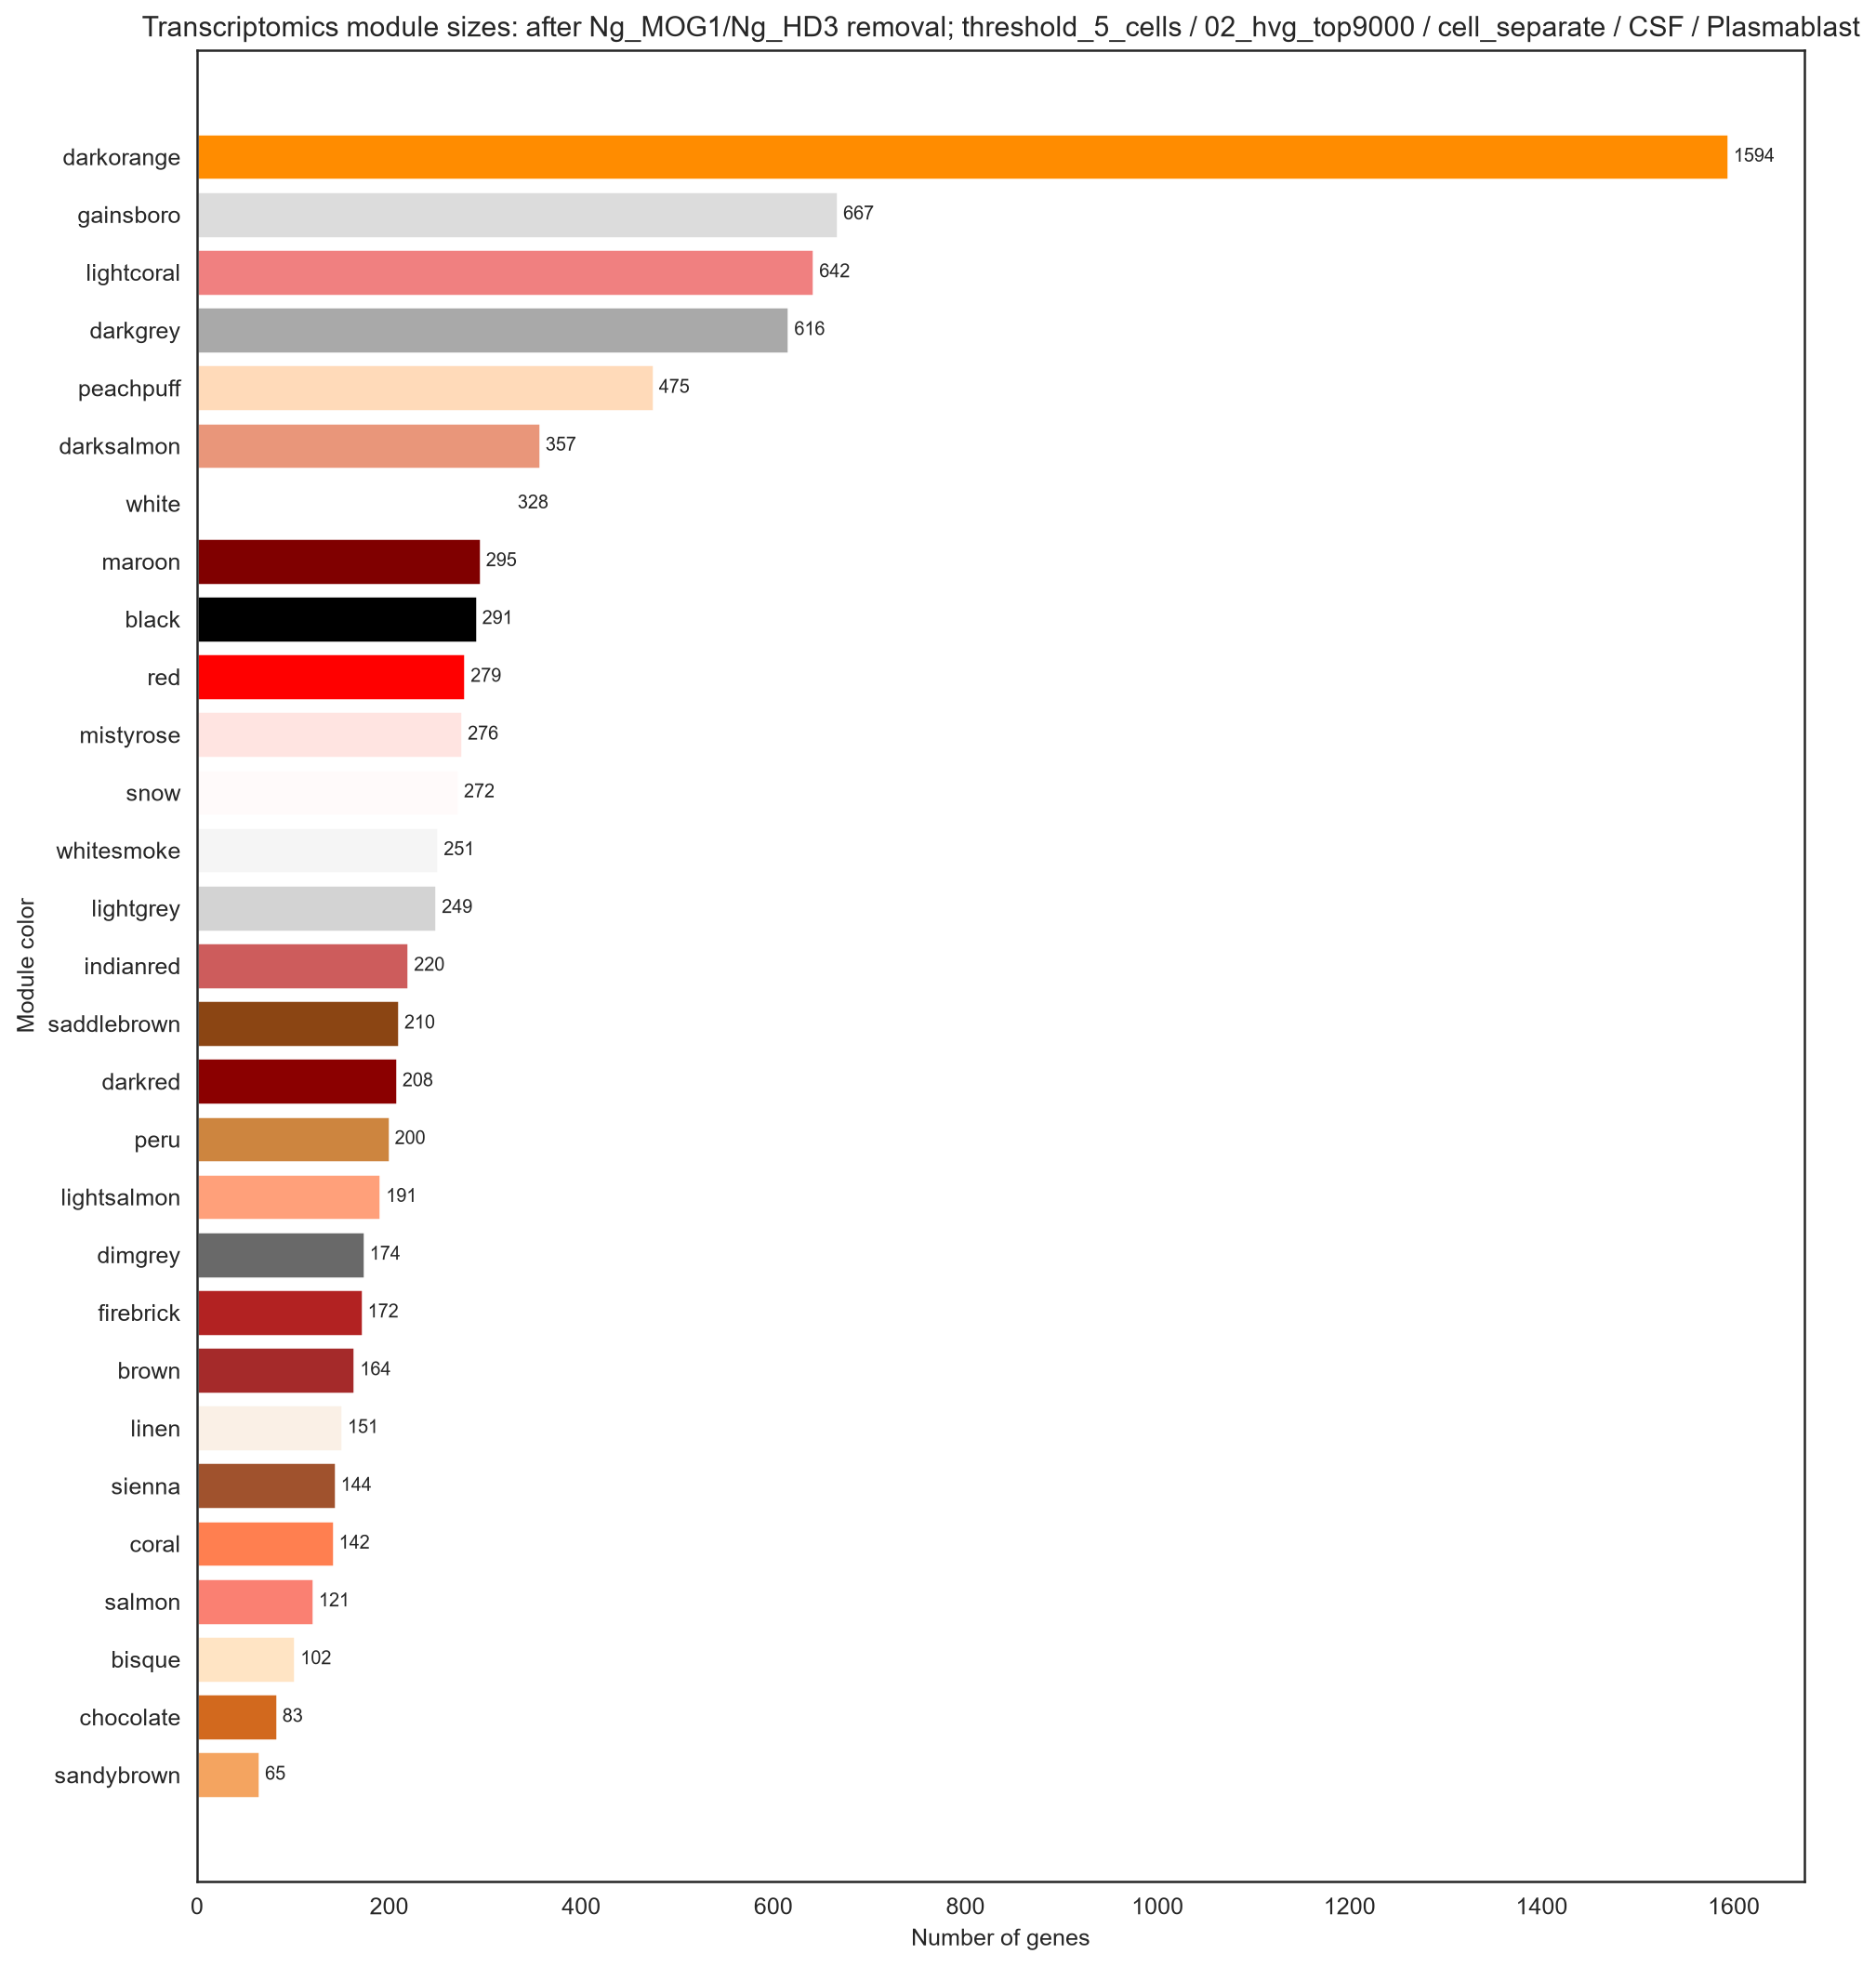 Transcriptomics module sizes: after Ng_MOG1/Ng_HD3 removal; threshold_5_cells / 02_hvg_top9000 / cell_separate / CSF / Plasmablast
darkorange 1594
gainsboro 667
lightcoral 642
darkgrey 616
peachpuff 475
darksalmon 357
white 328
maroon 295
black 291
red 279
mistyrose 276
snow 272
whitesmoke 251
lightgrey 249
indianred 220
saddlebrown 210
darkred 208
peru 200
lightsalmon 191
dimgrey 174
firebrick 172
brown 164
linen 151
sienna 144
coral 142
salmon 121
bisque 102
chocolate 83
sandybrown 65
Module color
0 200 400 600 800 1000 1200 1400 1600
Number of genes